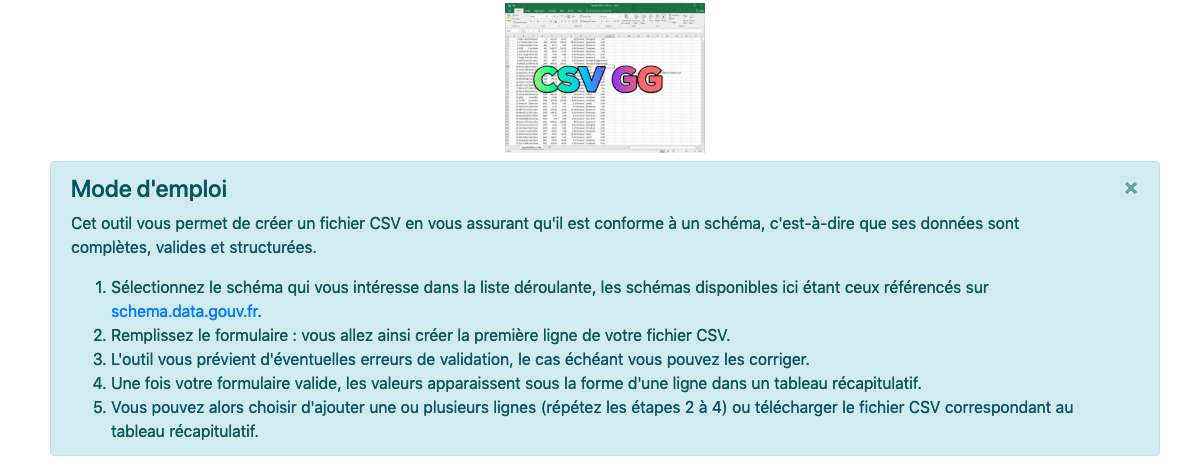 CSV GG
Mode d'emploi
×
Cet outil vous permet de créer un fichier CSV en vous assurant qu'il est conforme à un schéma, c'est-à-dire que ses données sont
complètes, valides et structurées.
1. Sélectionnez le schéma qui vous intéresse dans la liste déroulante, les schémas disponibles ici étant ceux référencés sur
schema.data.gouv.fr.
2. Remplissez le formulaire : vous allez ainsi créer la première ligne de votre fichier CSV.
3. L'outil vous prévient d'éventuelles erreurs de validation, le cas échéant vous pouvez les corriger.
4. Une fois votre formulaire valide, les valeurs apparaissent sous la forme d'une ligne dans un tableau récapitulatif.
5. Vous pouvez alors choisir d'ajouter une ou plusieurs lignes (répétez les étapes 2 à 4) ou télécharger le fichier CSV correspondant au
tableau récapitulatif.